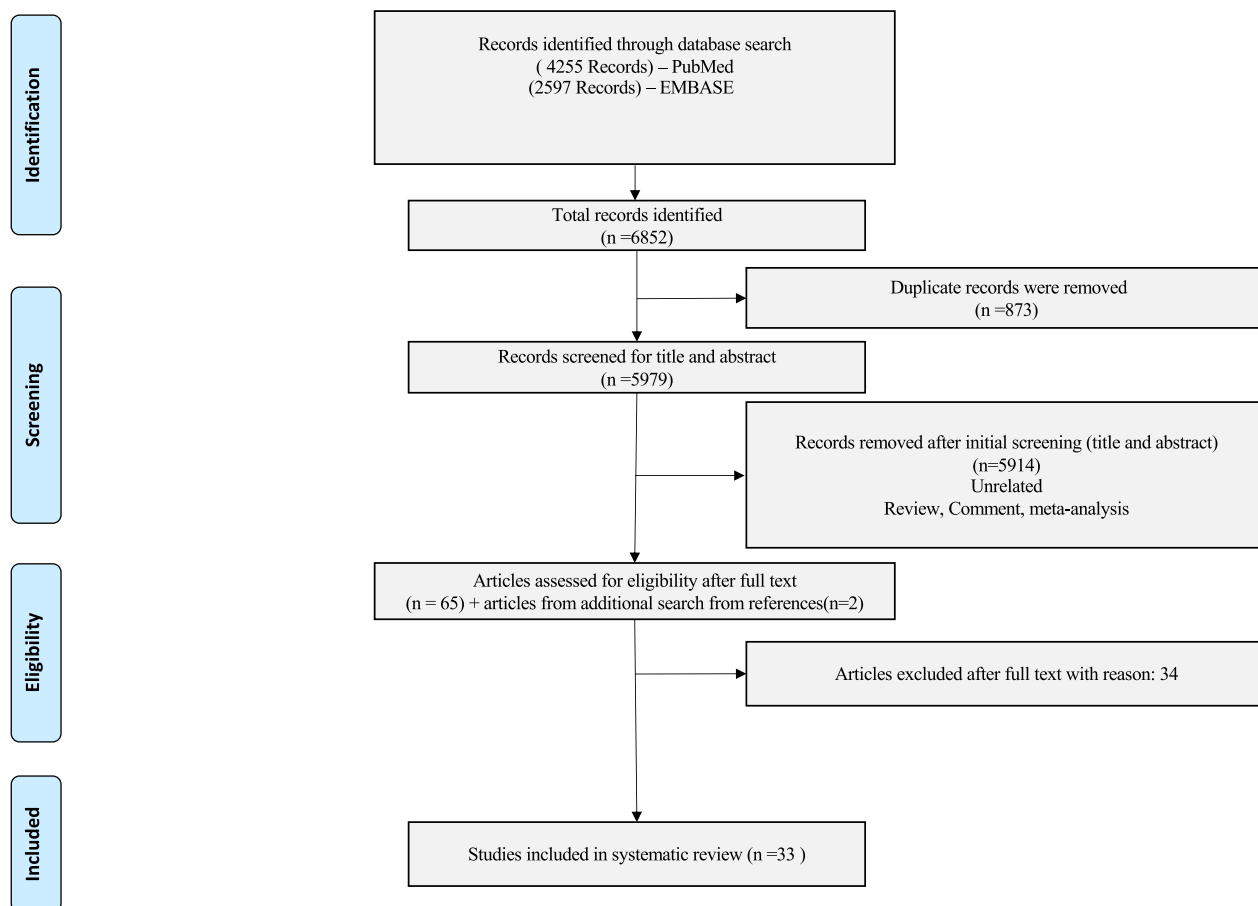 Identification
Records identified through database search
( 4255 Records) – PubMed
(2597 Records) – EMBASE
Total records identified
(n =6852)
Duplicate records were removed
(n =873)
Screening
Records screened for title and abstract
(n =5979)
Records removed after initial screening (title and abstract)
(n=5914)
Unrelated
Review, Comment, meta-analysis
Eligibility
Articles assessed for eligibility after full text
(n = 65) + articles from additional search from references(n=2)
Articles excluded after full text with reason: 34
Included
Studies included in systematic review (n =33 )